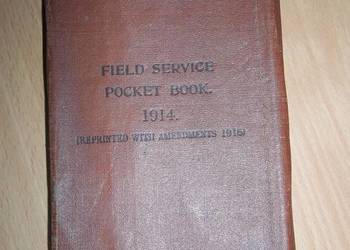 FIELD SERVICE
POCKET BOOK.
1914.
(REPRINTED WITH AMENDMENTS 1916)